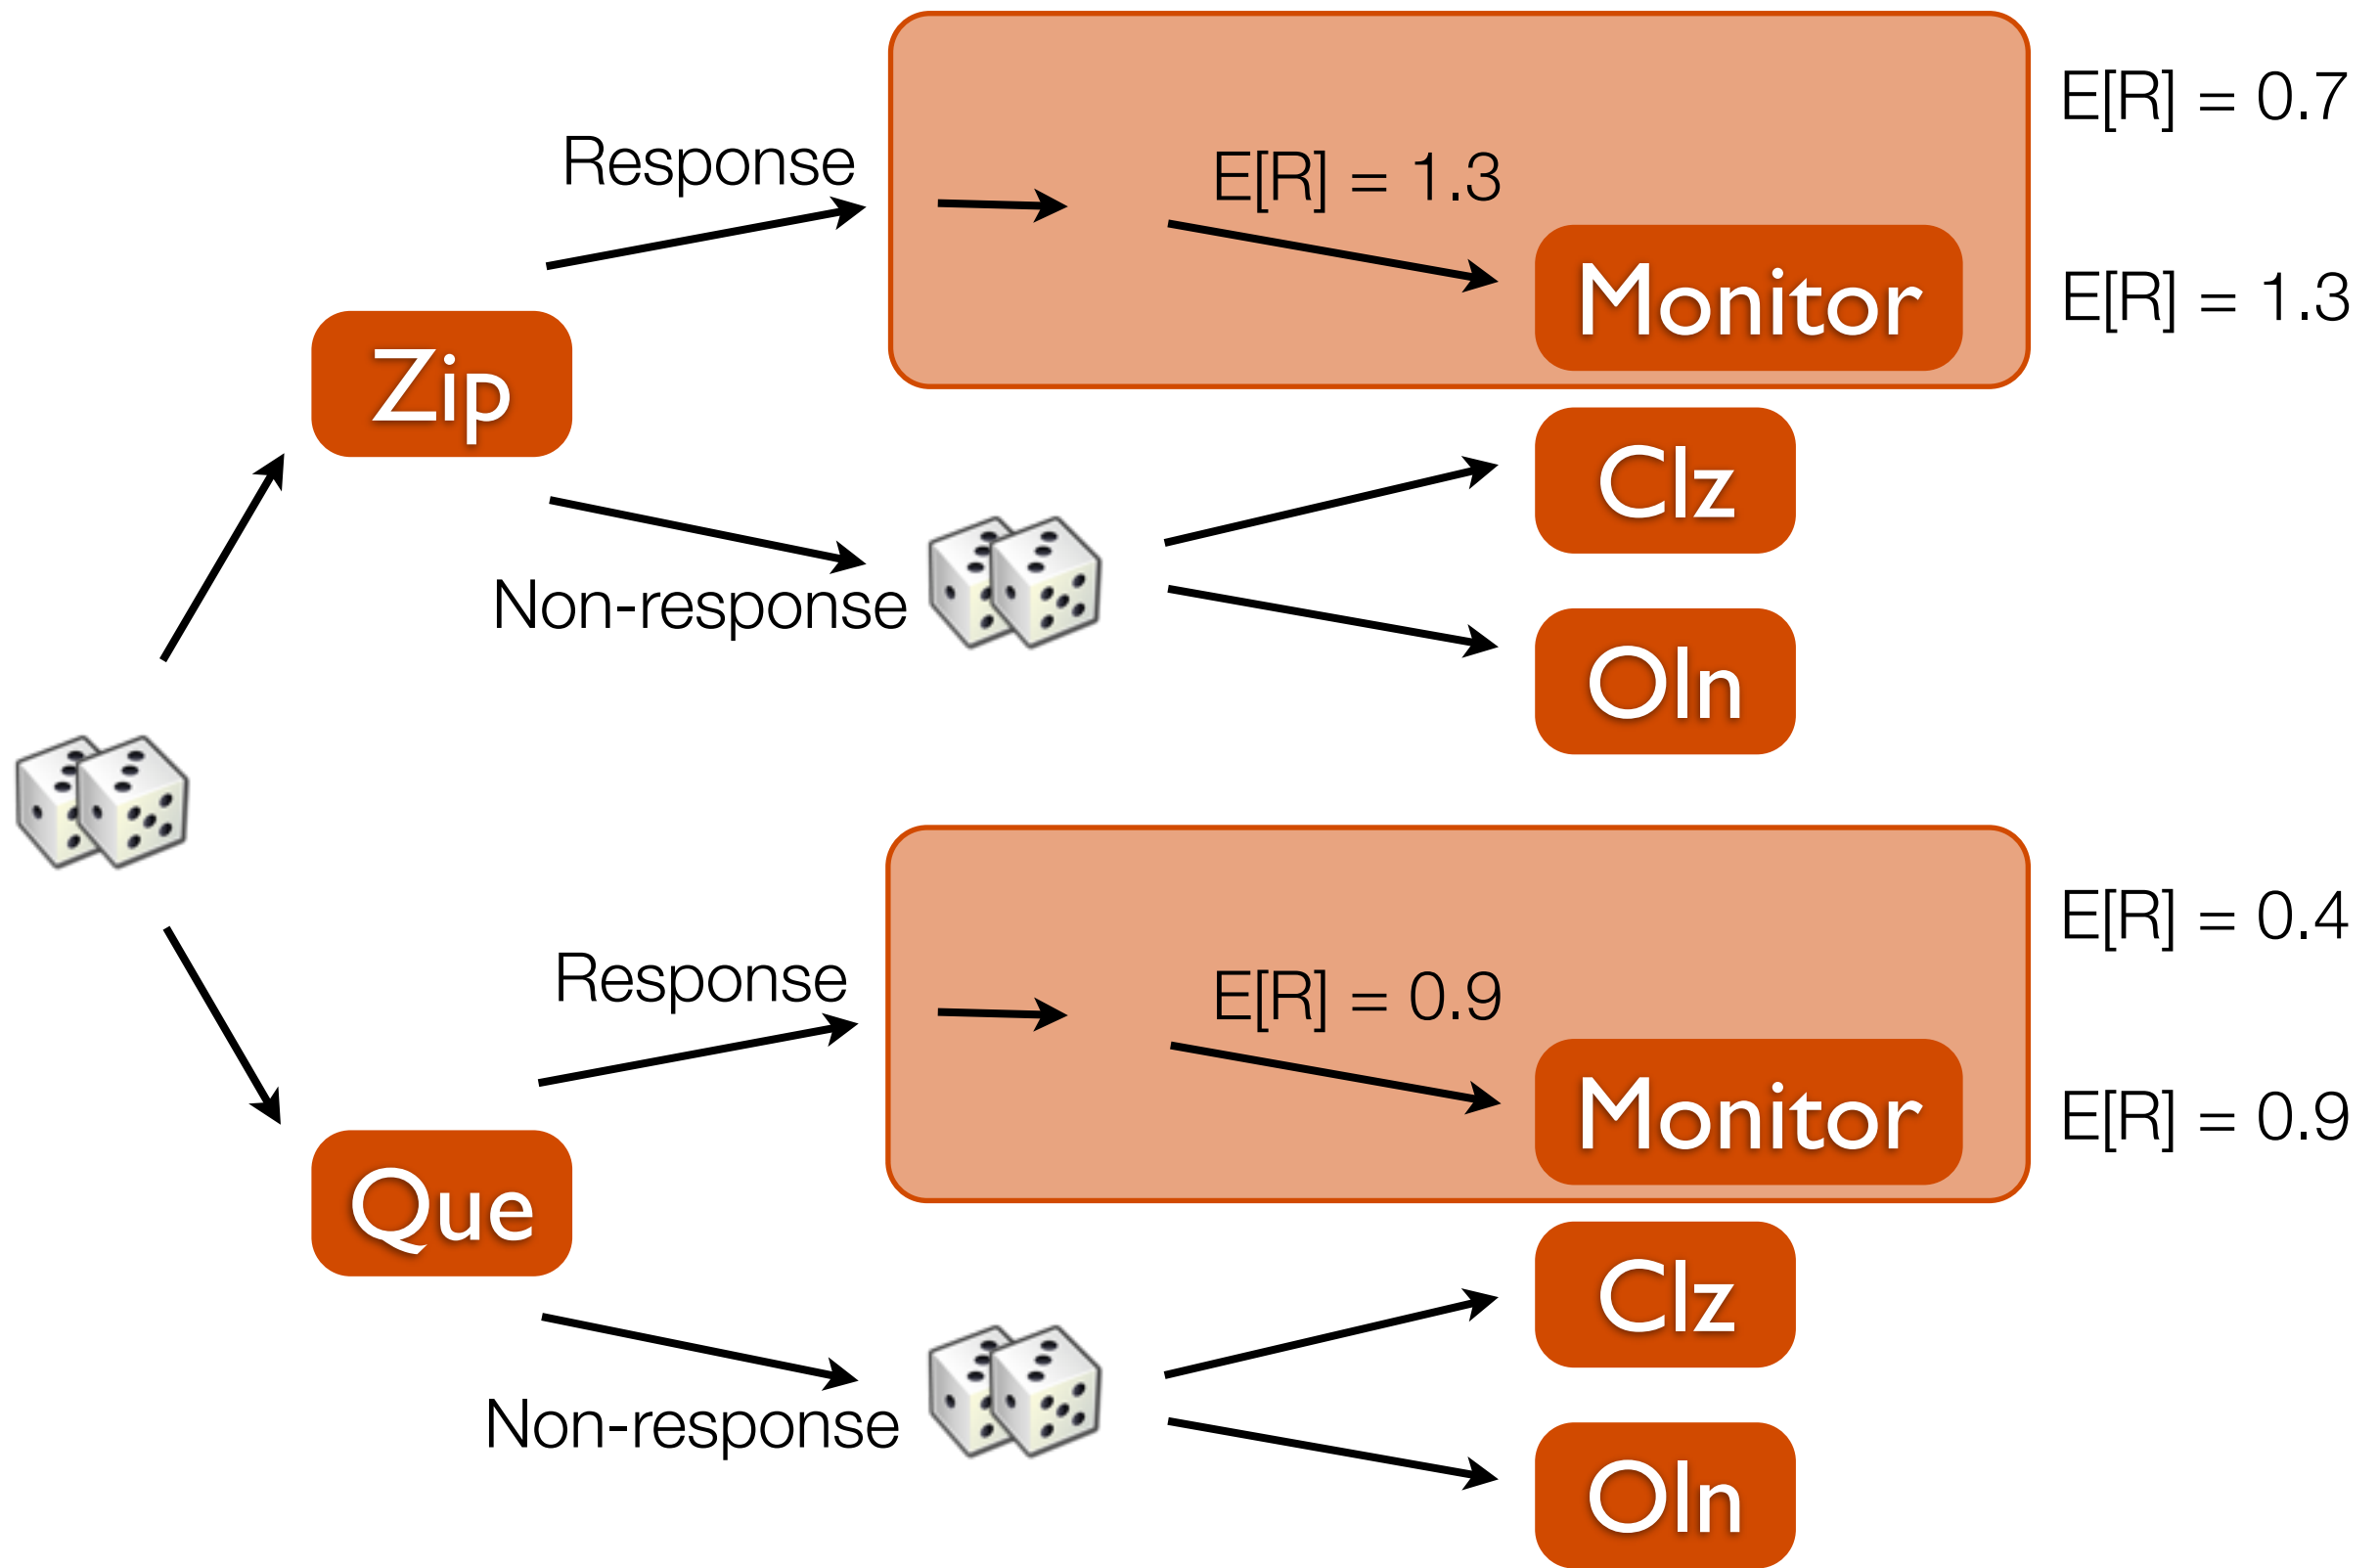 E[R] = 0.7
Response
E[R] = 1.3
Monitor
E[R] = 1.3
Zip
Clz
Non-response
Oln
E[R] = 0.4
Response
E[R] = 0.9
Monitor
E[R] = 0.9
Que
Clz
Non-response
Oln